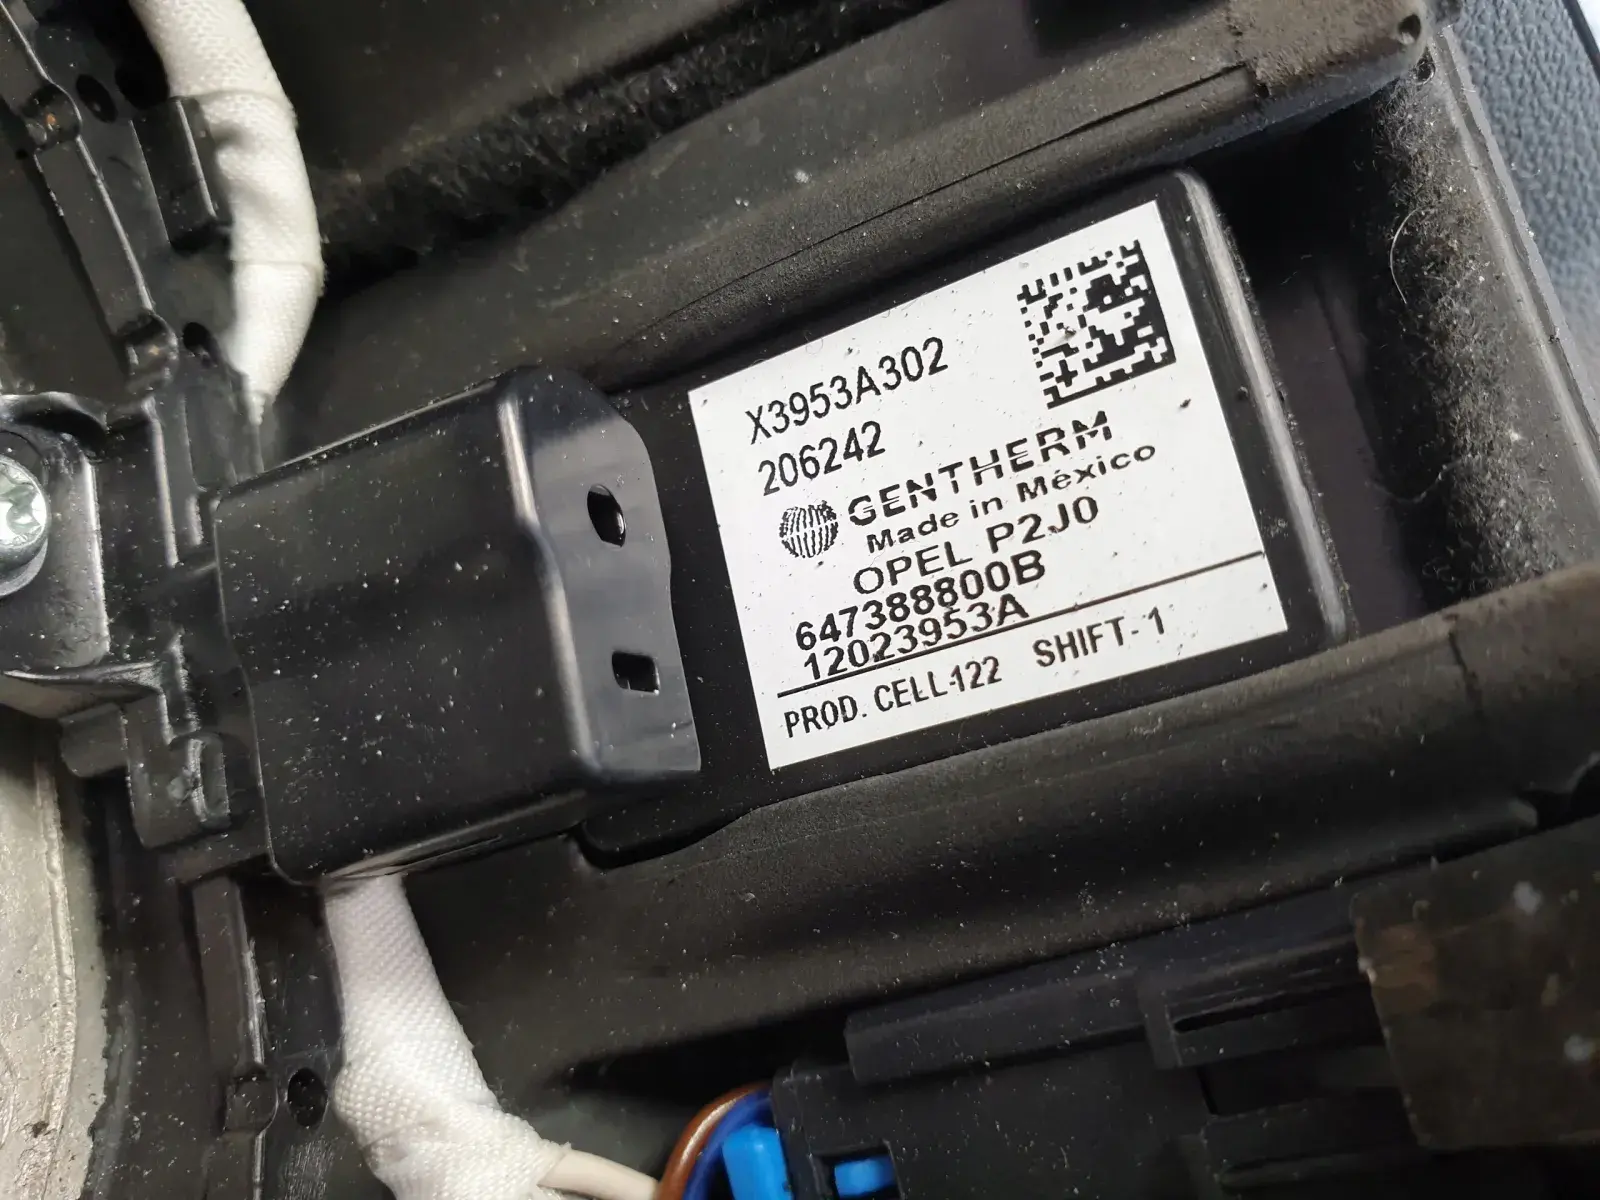 X3953A302
206242
GENTHERM
Made in México
OPEL P2J0
647388800B
12023953A
PROD. CELL-122 SHIFT-1